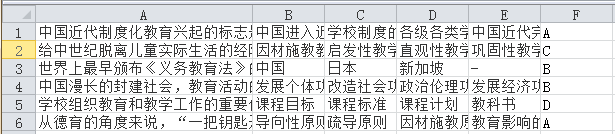 A B C D E F
1 中国近代制度化教育兴起的标志是 中国进入近 学校制度的 各级各类学 中国近代完 A
2 给中世纪脱离儿童实际生活的经 因材施教教 启发性教学 直观性教学 巩固性教学 C
3 世界上最早颁布《义务教育法》的 中国 日本 新加坡 - B
4 中国漫长的封建社会，教育活动的 发展个体功 改造社会功 政治伦理功 发展经济功 B
5 学校组织教育和教学工作的重要依 课程目标 课程标准 课程计划 教科书 D
6 从德育的角度来说，“一把钥匙开 导向性原则 疏导原则 因材施教原 教育影响的 A